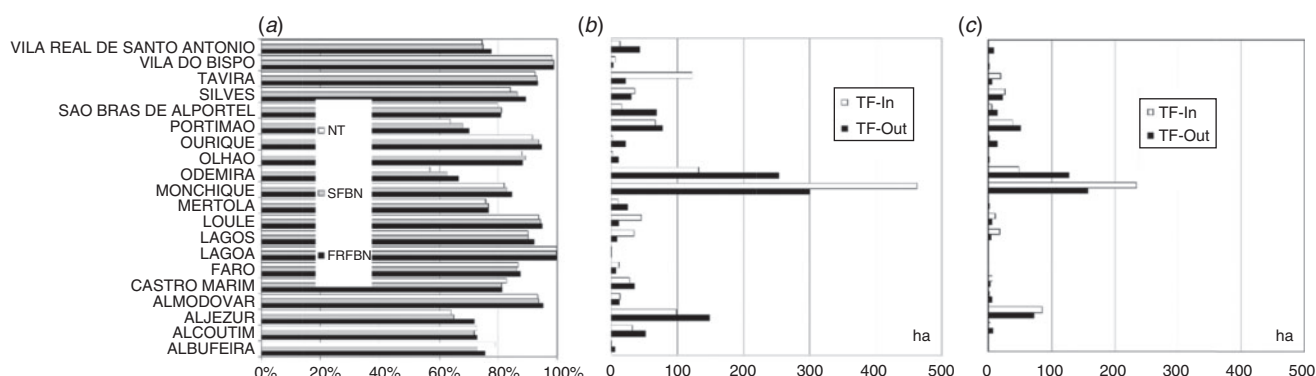 (a)
(b)
(c)
VILA REAL DE SANTO ANTONIO
VILA DO BISPO
TAVIRA
SILVES
SAO BRAS DE ALPORTEL
PORTIMAO
OURIQUE
OLHAO
ODEMIRA
MONCHIQUE
MERTOLA
LOULE
LAGOS
LAGOA
FARO
CASTRO MARIM
ALMODOVAR
ALJEZUR
ALCOUTIM
ALBUFEIRA
NT
SFBN
FRFBN
0% 20% 40% 60% 80% 100%
TF-In
TF-Out
ha
0 100 200 300 400 500
TF-In
TF-Out
ha
0 100 200 300 400 500